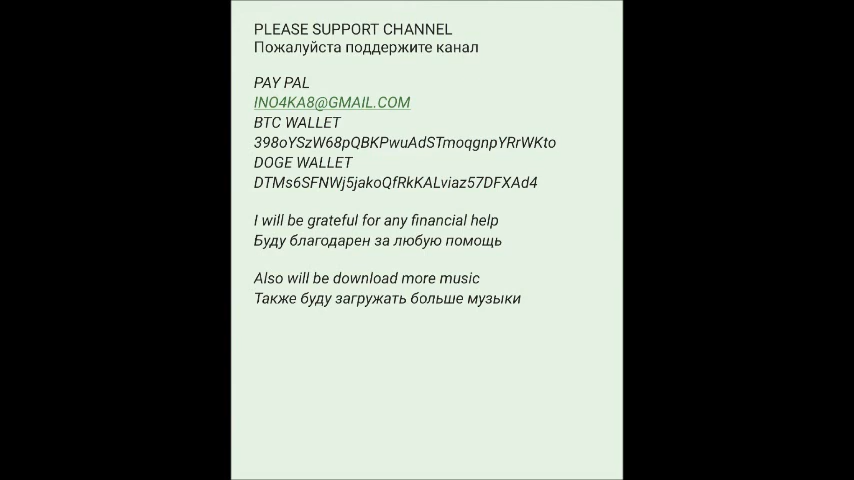 PLEASE SUPPORT CHANNEL
Пожалуйста поддержите канал
PAY PAL
INO4KA8@GMAIL.COM
BTC WALLET
398oYSzW68pQBKPwuAdSTmoqgnpYRrWKto
DOGE WALLET
DTMs6SFNWj5jakoQfRkKALviaz57DFXAd4
I will be grateful for any financial help
Буду благодарен за любую помощь
Also will be download more music
Также буду загружать больше музыки